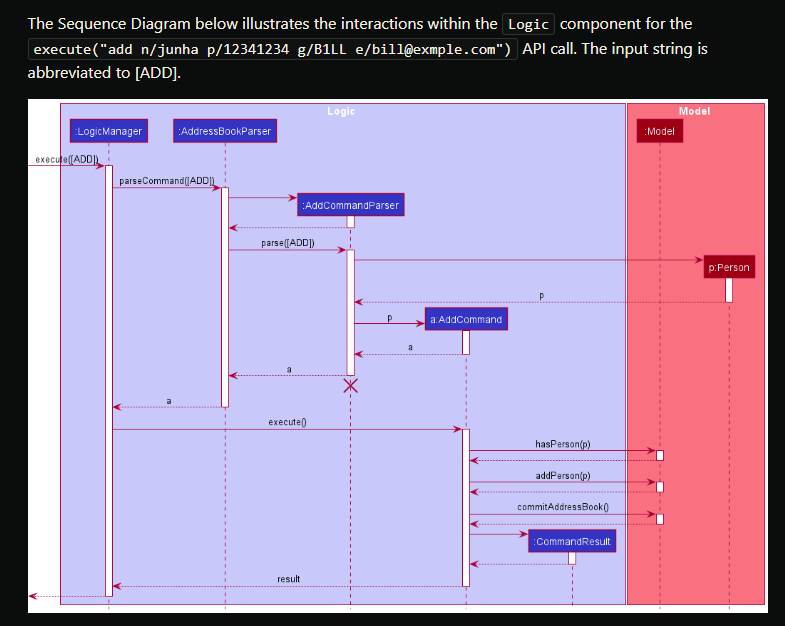 The Sequence Diagram below illustrates the interactions within the Logic component for the
execute("add n/junha p/12341234 g/B1LL e/bill@exmple.com") API call. The input string is
abbreviated to [ADD].
Logic
Model
:LogicManager
:AddressBookParser
:Model
execute([ADD])
parseCommand([ADD])
:AddCommandParser
parse([ADD])
p:Person
p
p
a:AddCommand
a
a
a
execute()
hasPerson(p)
addPerson(p)
commitAddressBook()
:CommandResult
result